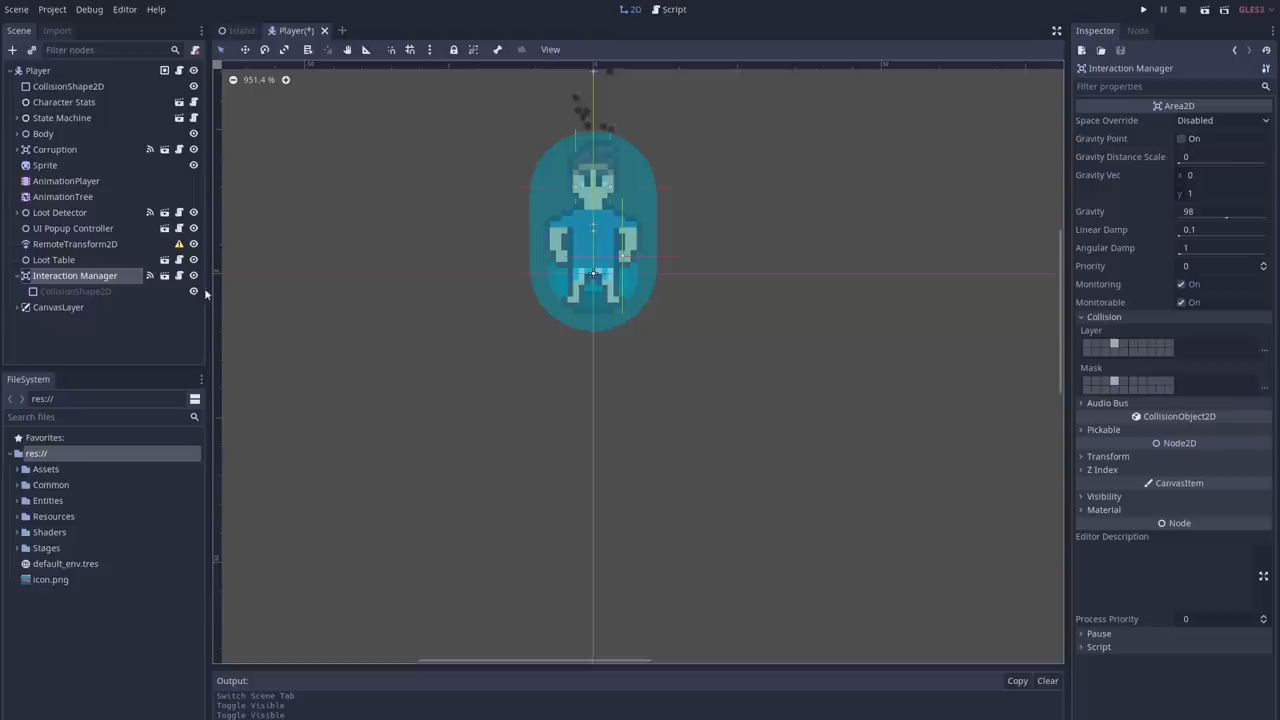 Scene Project Debug Editor Help
2D Script
GLES3
Scene Import
Island Player(*)
Inspector Node
Filter nodes
View
951.4 %
Player
CollisionShape2D
Character Stats
State Machine
Body
Corruption
Sprite
AnimationPlayer
AnimationTree
Loot Detector
UI Popup Controller
RemoteTransform2D
Loot Table
Interaction Manager
CollisionShape2D
CanvasLayer
FileSystem
res://
Search files
Favorites:
res://
Assets
Common
Entities
Resources
Shaders
Stages
default_env.tres
icon.png
50
0
50
Output:
Copy Clear
Switch Scene Tab
Toggle Visible
Toggle Visible
Interaction Manager
Filter properties
Area2D
Space Override Disabled
Gravity Point On
Gravity Distance Scale 0
Gravity Vec x 0
y 1
Gravity 98
Linear Damp 0.1
Angular Damp 1
Priority 0
Monitoring On
Monitorable On
Collision
Layer
...
Mask
...
Audio Bus
CollisionObject2D
Pickable
Node2D
Transform
Z Index
CanvasItem
Visibility
Material
Node
Editor Description
Process Priority 0
Pause
Script